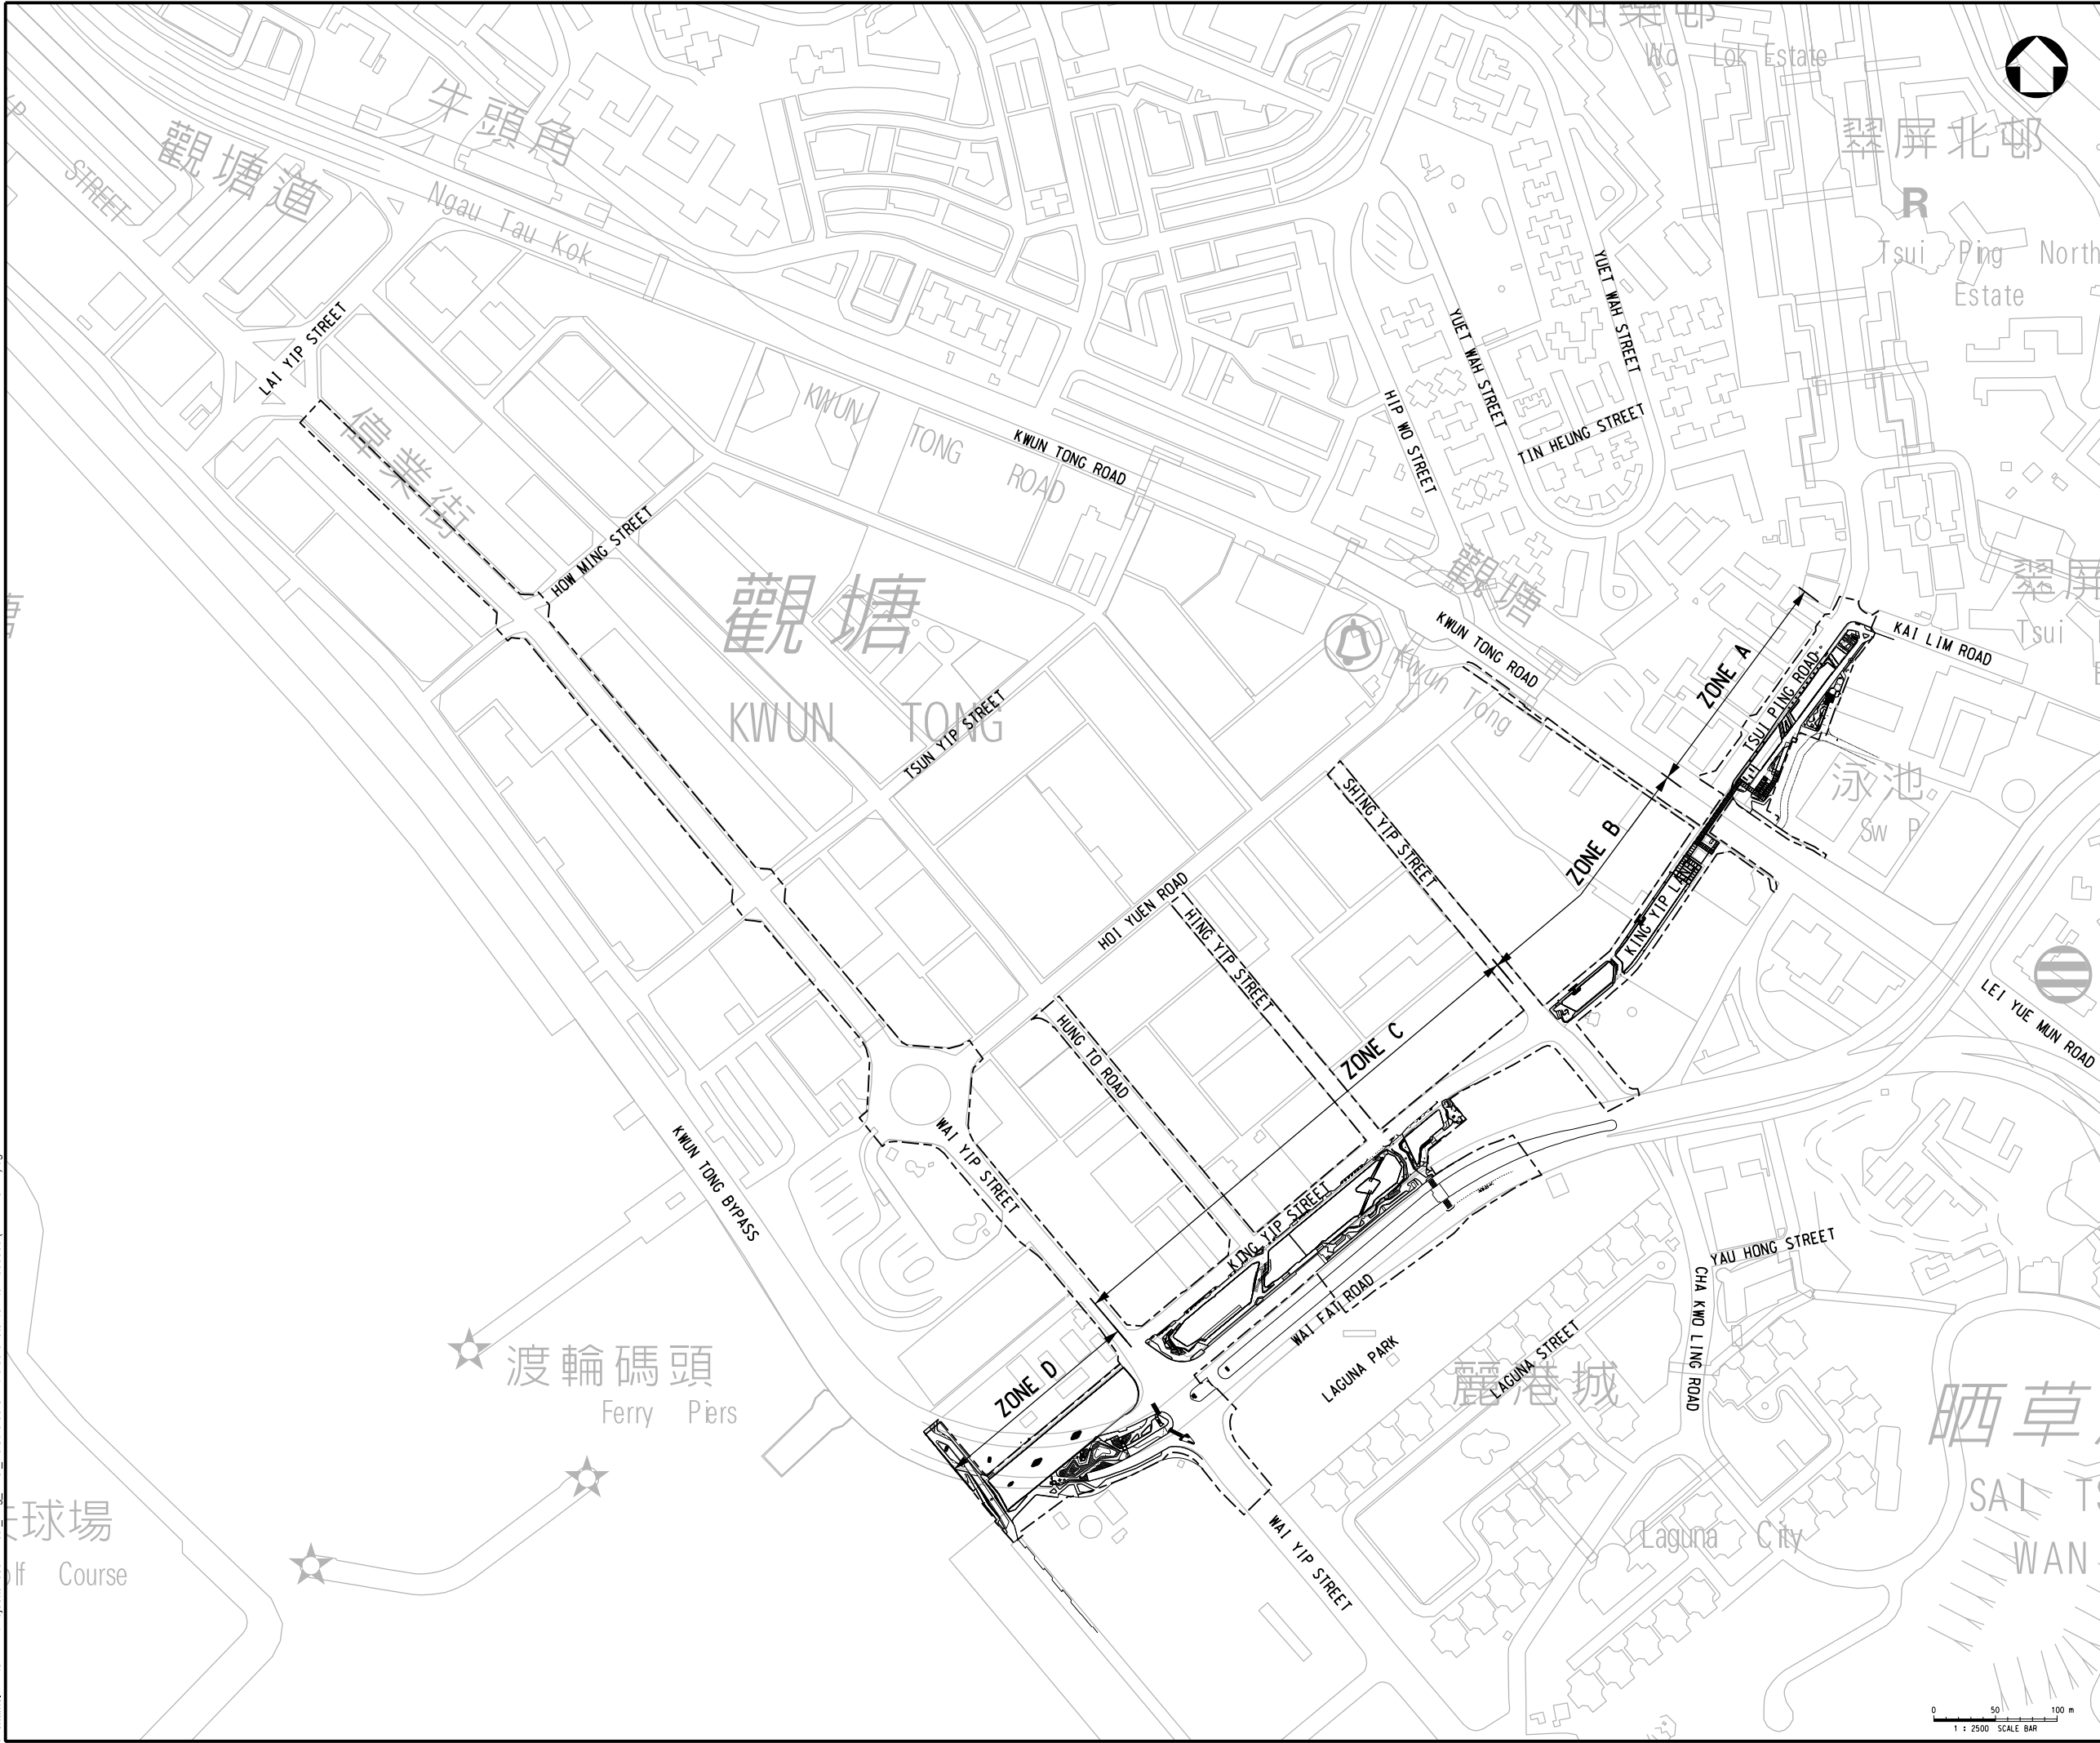 和樂邨
Wo Lok Estate
翠屏北邨
R
Tsui Ping North
Estate
牛頭角
觀塘道
STREET
Ngau Tau Kok
LAI YIP STREET
偉業街
HOW MING STREET
KWUN
TONG
ROAD
KWUN TONG ROAD
HIP WO STREET
YUET WAH STREET
YUET WAH STREET
TIN HEUNG STREET
觀塘
KWUN TONG
觀塘
Kwun Tong
KWUN TONG ROAD
ZONE A
TSUI PING ROAD
KAI LIM ROAD
翠屏
Tsui
泳池
Sw P
TSUN YIP STREET
SHING YIP STREET
ZONE B
KING YIP LANE
HOI YUEN ROAD
HING YIP STREET
HUNG TO ROAD
ZONE C
LEI YUE MUN ROAD
WAI YIP STREET
KWUN TONG BYPASS
KING YIP STREET
WAI FAI ROAD
LAGUNA PARK
LAGUNA STREET
YAU HONG STREET
CHA KWO LING ROAD
麗港城
Laguna City
渡輪碼頭
Ferry Piers
ZONE D
WAI YIP STREET
球場
lf Course
晒草
SAI
WAN
0 50 100 m
1 : 2500 SCALE BAR